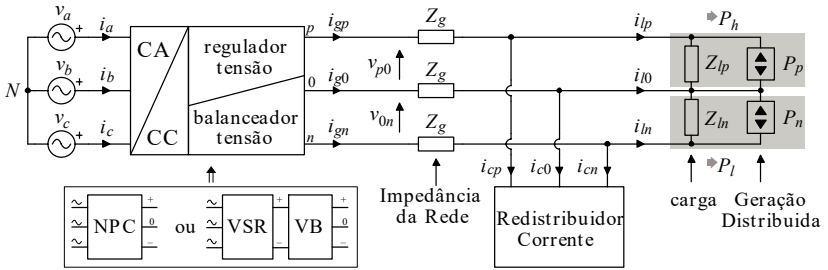 v_a + i_a
v_b + i_b
v_c + i_c
N
CA
CC
regulador
tensão
balanceador
tensão
p i_gp
0 i_g0
n i_gn
v_p0
v_0n
Z_g
Z_g
Z_g
i_lp
i_l0
i_ln
P_h
Z_lp P_p
Z_ln P_n
P_l
i_cp i_c0 i_cn
Impedância
da Rede
Redistribuidor
Corrente
carga
Geração
Distribuida
NPC + 0 −
ou
VSR + −
VB + 0 −